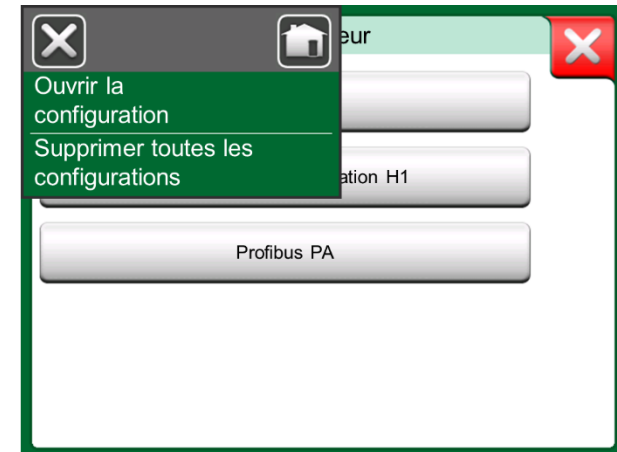 eur
Ouvrir la
configuration
Supprimer toutes les
configurations
ation H1
Profibus PA